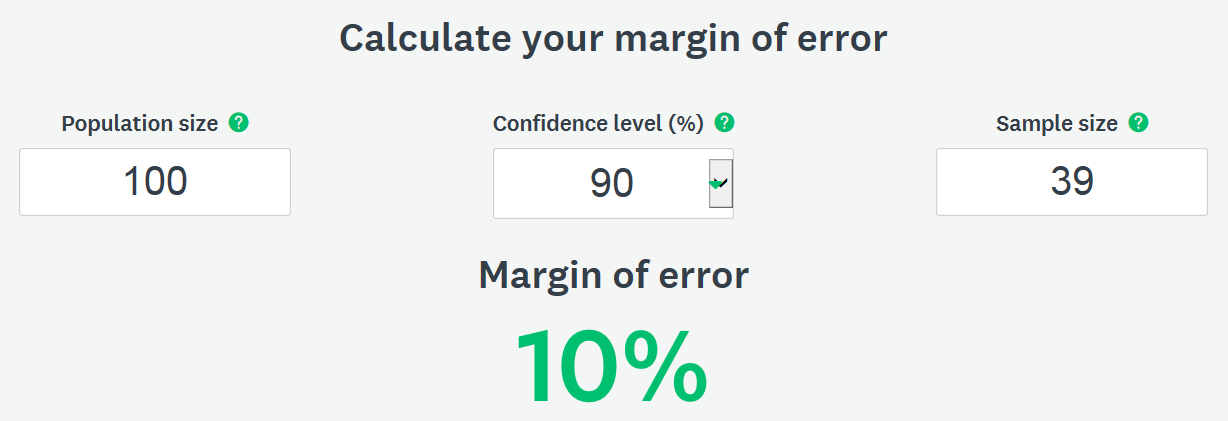 Calculate your margin of error
Population size ? Confidence level (%) ? Sample size ?
100 90 39
Margin of error
10%